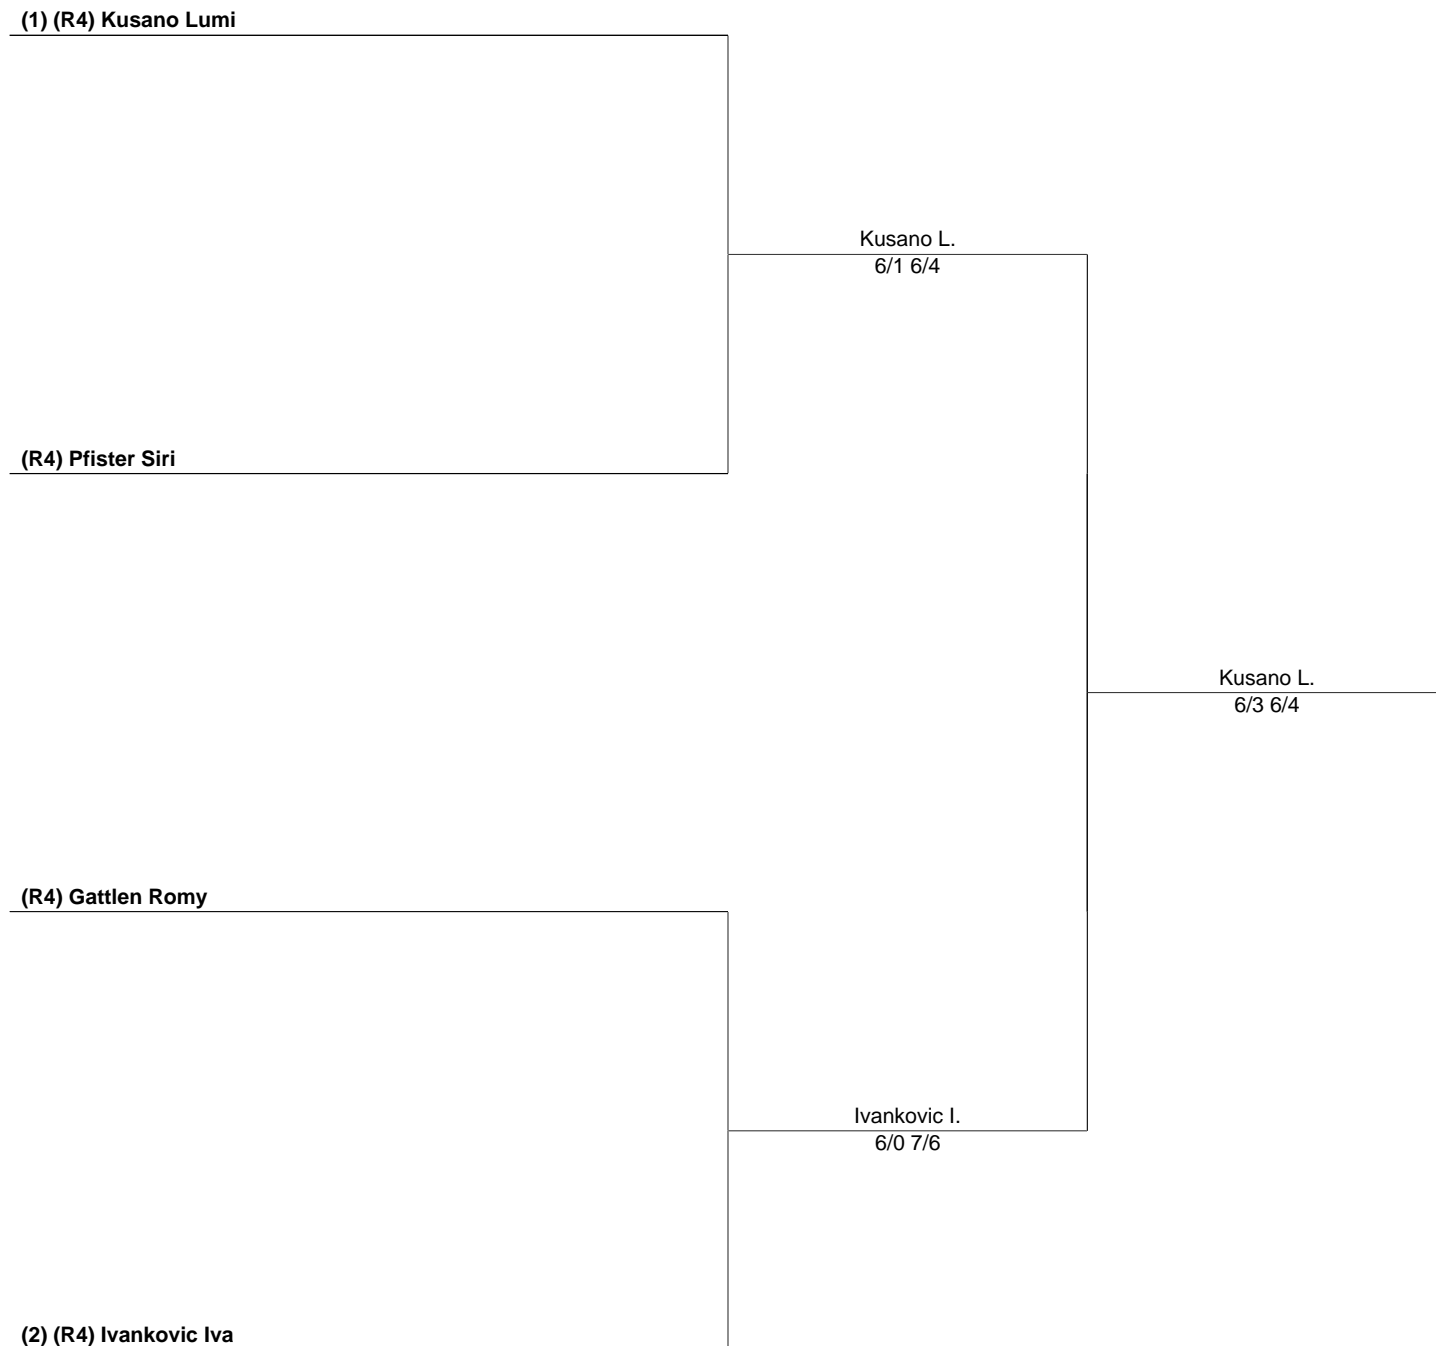 (1) (R4) Kusano Lumi
Kusano L.
6/1 6/4
(R4) Pfister Siri
Kusano L.
6/3 6/4
(R4) Gattlen Romy
Ivankovic I.
6/0 7/6
(2) (R4) Ivankovic Iva